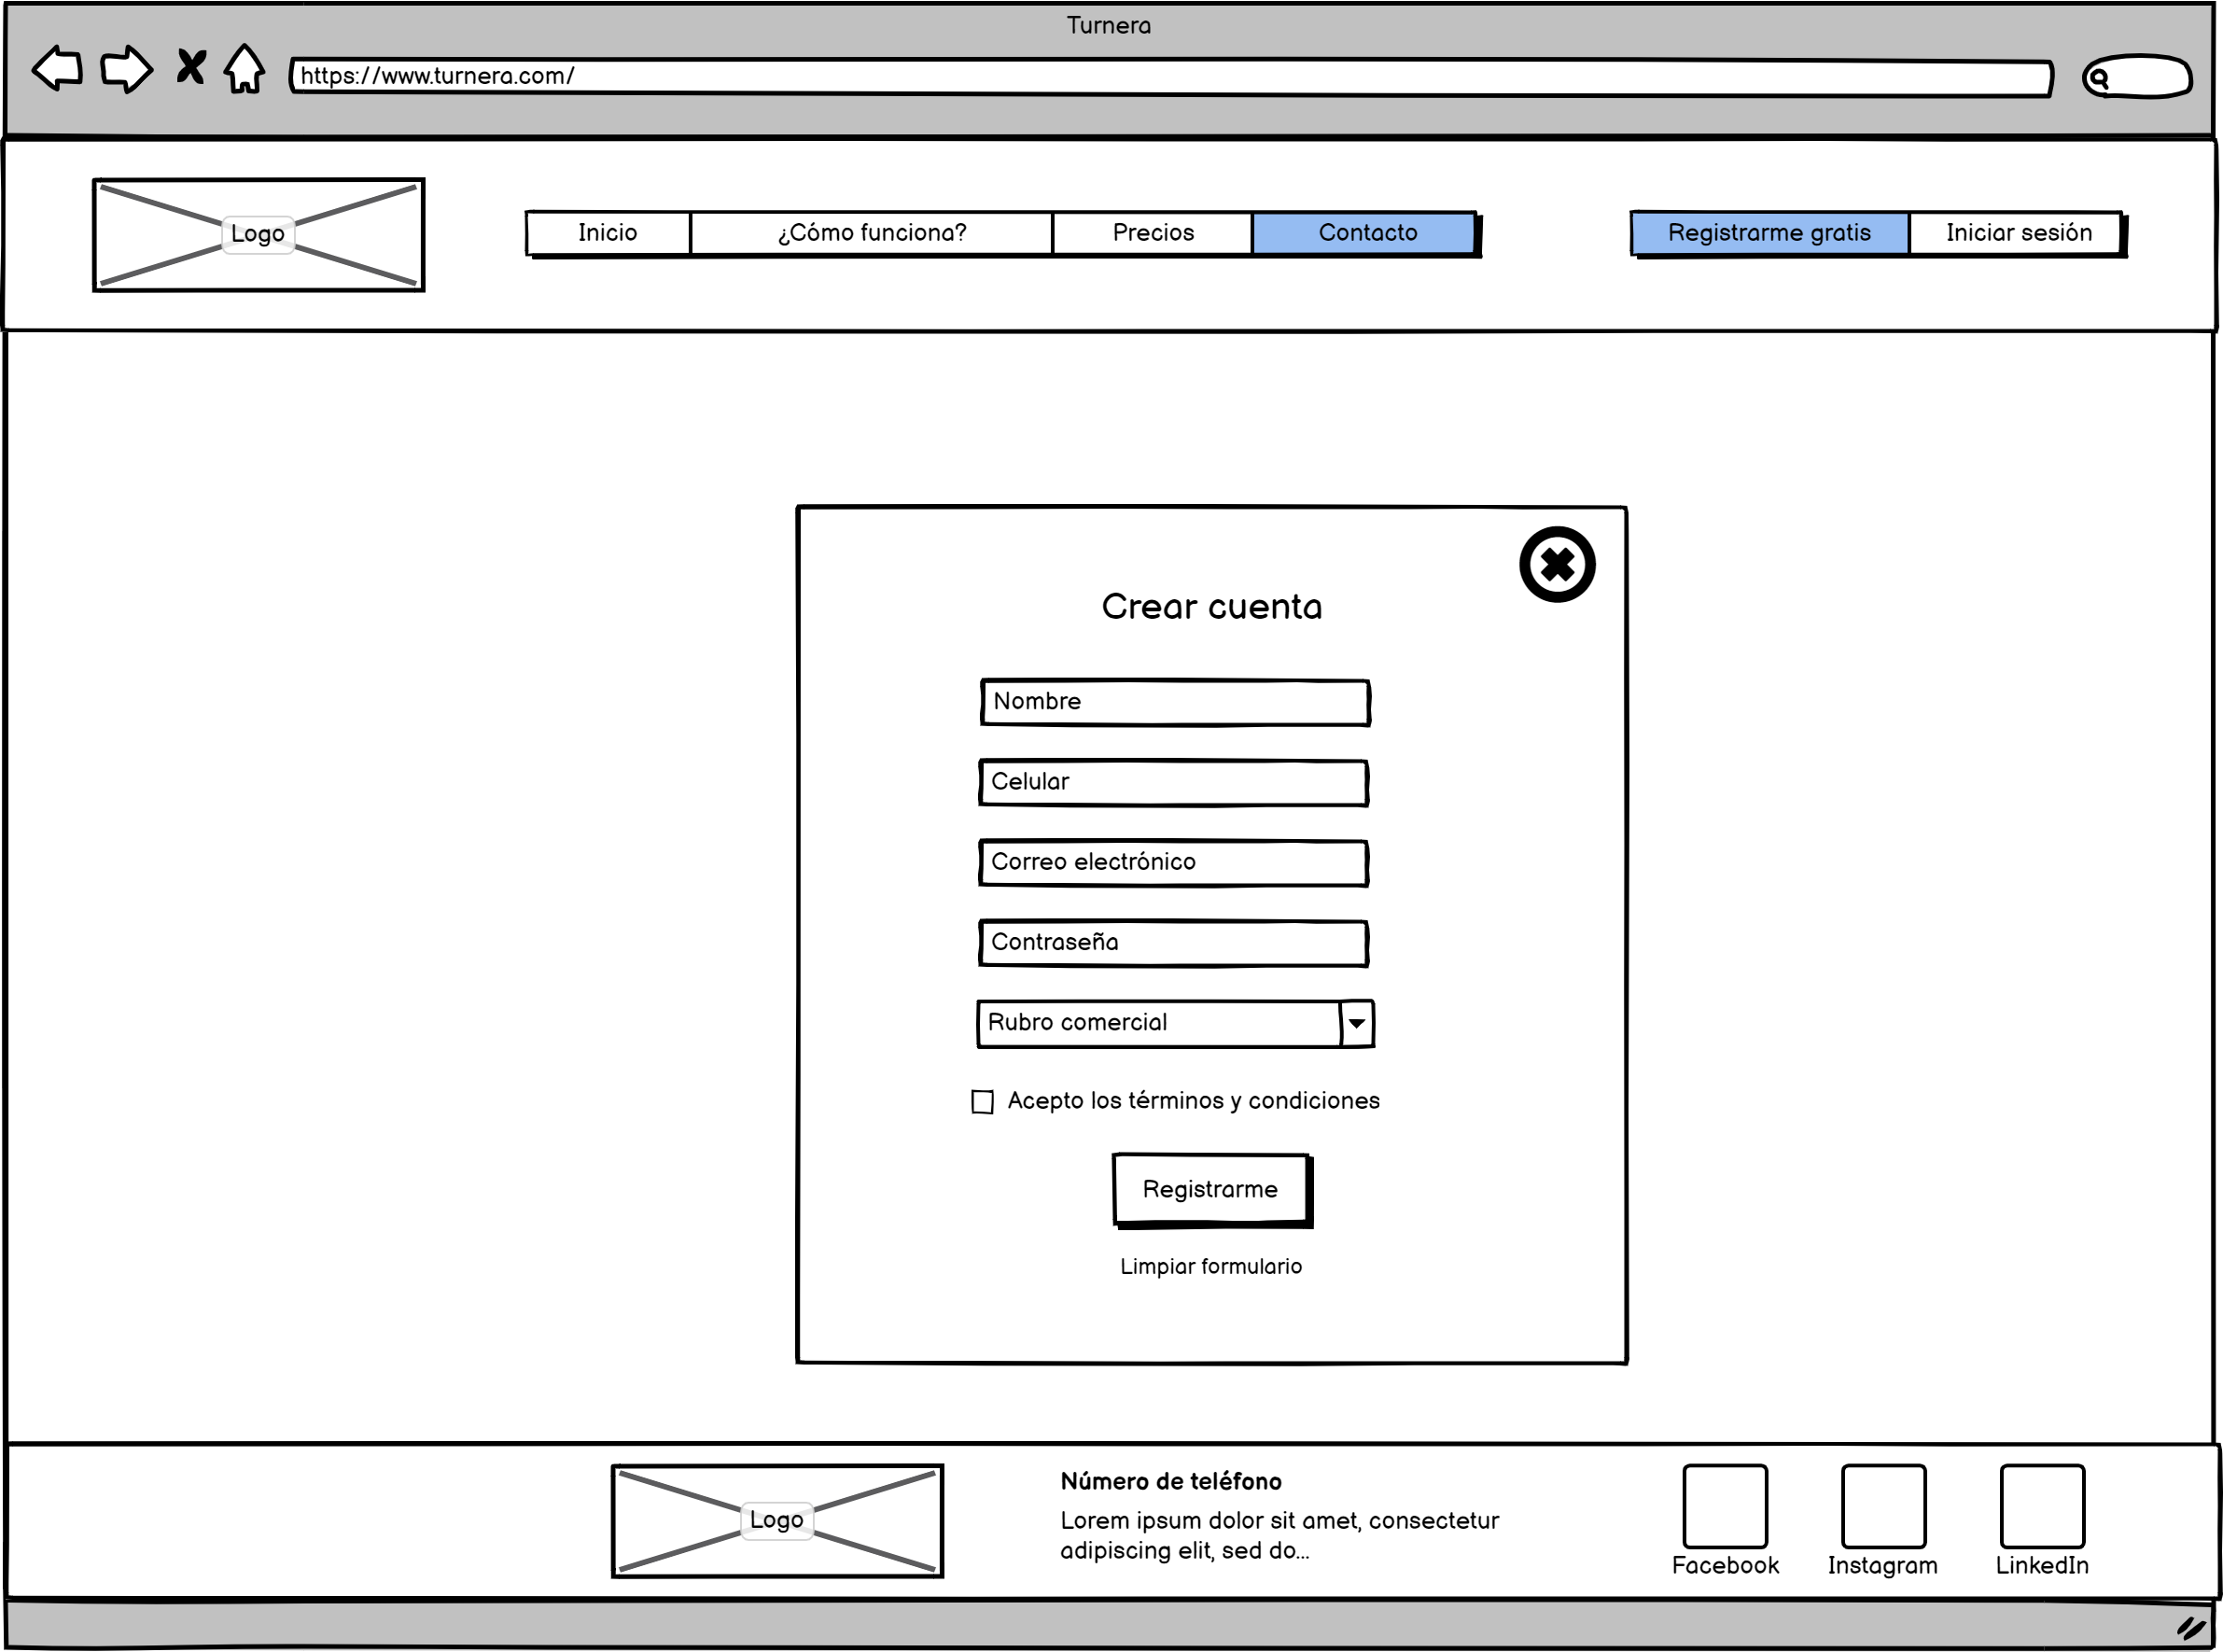 Turnera
https://www.turnera.com/
Logo
Inicio
¿Cómo funciona?
Precios
Contacto
Registrarme gratis
Iniciar sesión
Crear cuenta
Nombre
Celular
Correo electrónico
Contraseña
Rubro comercial
Acepto los términos y condiciones
Registrarme
Limpiar formulario
Logo
Número de teléfono
Lorem ipsum dolor sit amet, consectetur
adipiscing elit, sed do...
Facebook
Instagram
LinkedIn